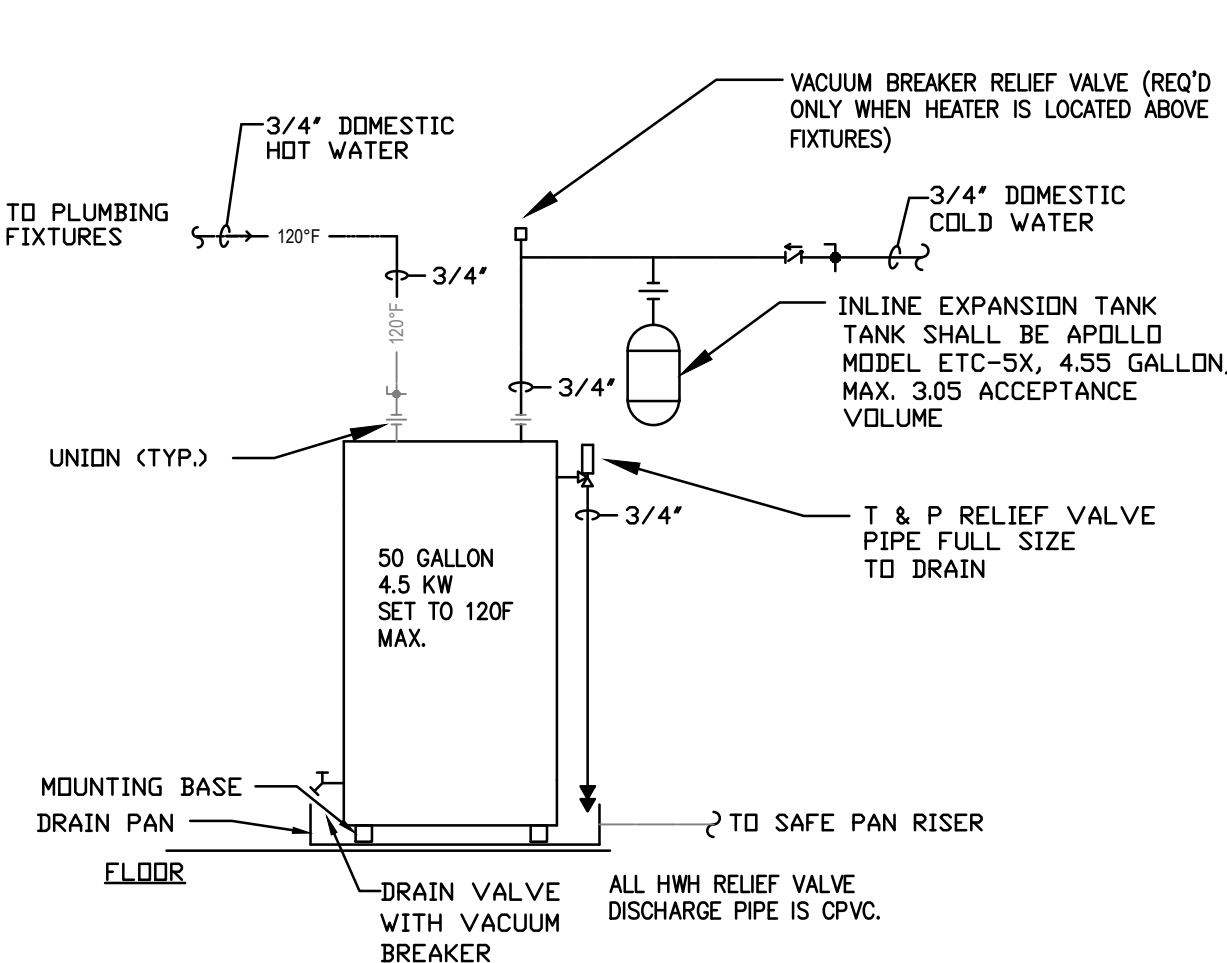 VACUUM BREAKER RELIEF VALVE (REQ'D
ONLY WHEN HEATER IS LOCATED ABOVE
FIXTURES)
3/4" DOMESTIC
HOT WATER
TO PLUMBING
FIXTURES
120°F
3/4" DOMESTIC
COLD WATER
3/4"
120°F
INLINE EXPANSION TANK
TANK SHALL BE APOLLO
MODEL ETC-5X, 4.55 GALLON,
MAX. 3.05 ACCEPTANCE
VOLUME
3/4"
UNION (TYP.)
3/4"
T & P RELIEF VALVE
PIPE FULL SIZE
TO DRAIN
50 GALLON
4.5 KW
SET TO 120F
MAX.
MOUNTING BASE
DRAIN PAN
TO SAFE PAN RISER
FLOOR
DRAIN VALVE
WITH VACUUM
BREAKER
ALL HWH RELIEF VALVE
DISCHARGE PIPE IS CPVC.